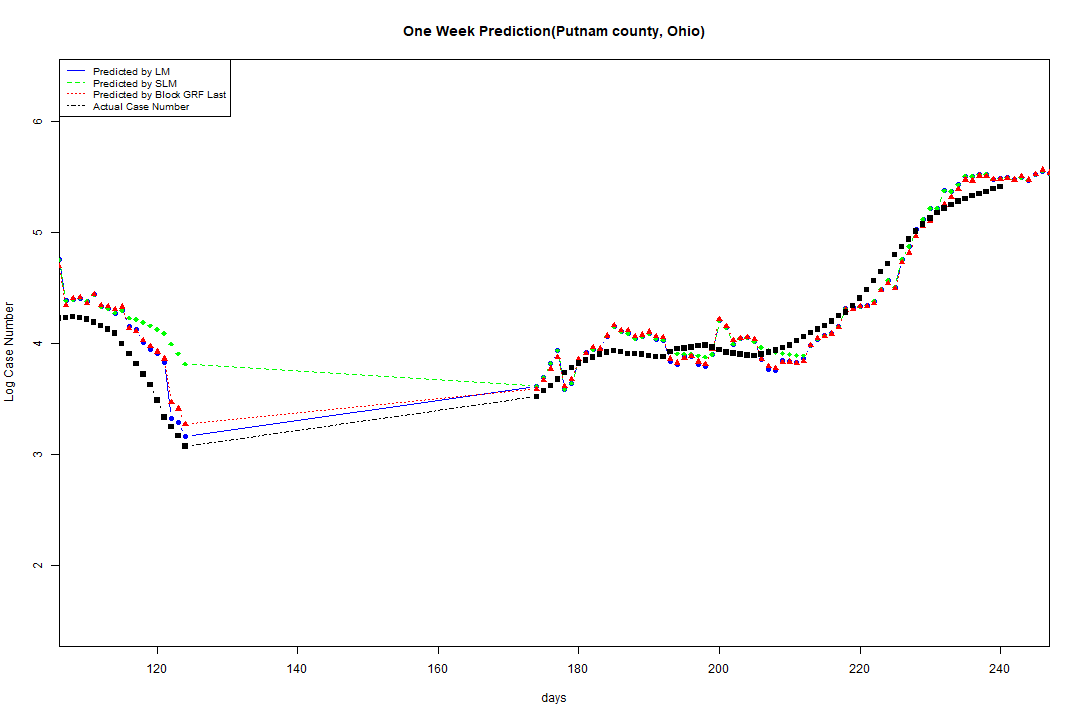 One Week Prediction(Putnam county, Ohio)
Predicted by LM
Predicted by SLM
Predicted by Block GRF Last
Actual Case Number
Log Case Number
6
5
4
3
2
120 140 160 180 200 220 240
days